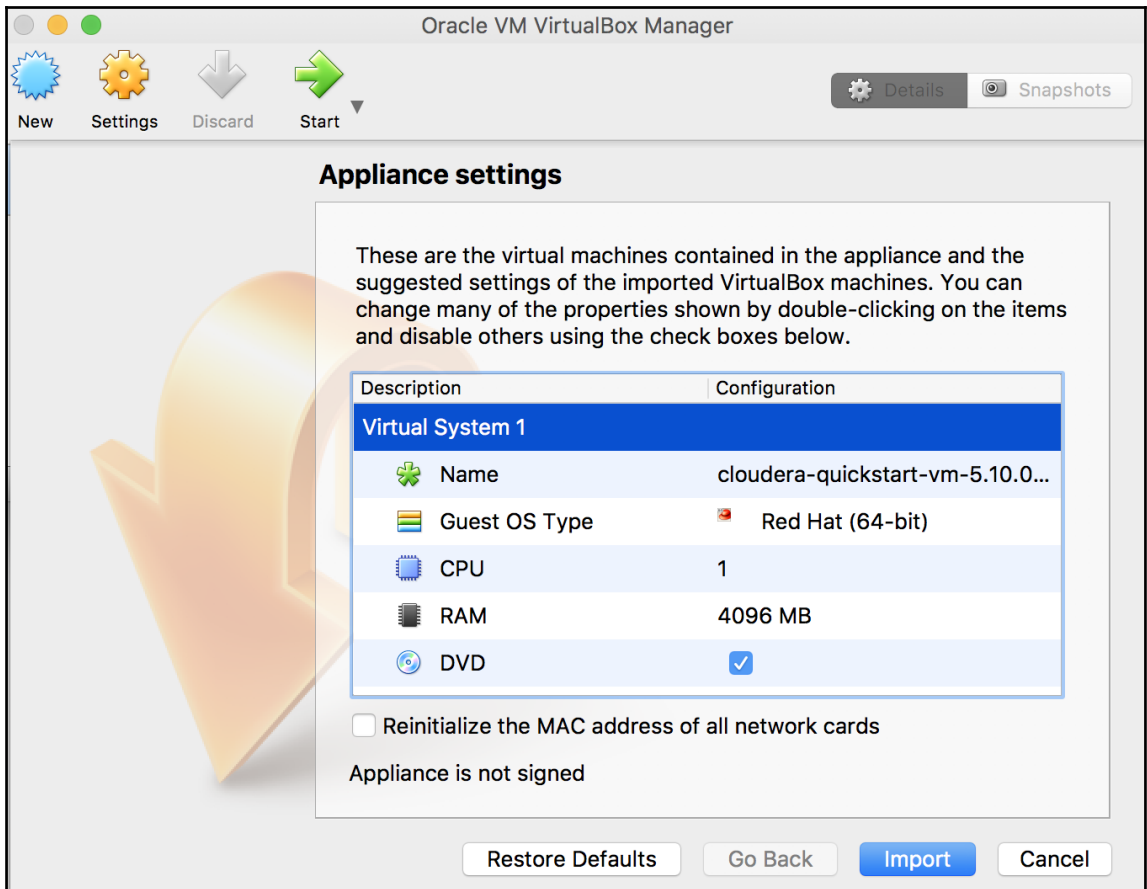 Oracle VM VirtualBox Manager
New
Settings
Discard
Start
Details
Snapshots
Appliance settings
These are the virtual machines contained in the appliance and the
suggested settings of the imported VirtualBox machines. You can
change many of the properties shown by double-clicking on the items
and disable others using the check boxes below.
Description Configuration
Virtual System 1
Name cloudera-quickstart-vm-5.10.0...
Guest OS Type Red Hat (64-bit)
CPU 1
RAM 4096 MB
DVD
Reinitialize the MAC address of all network cards
Appliance is not signed
Restore Defaults
Go Back
Import
Cancel